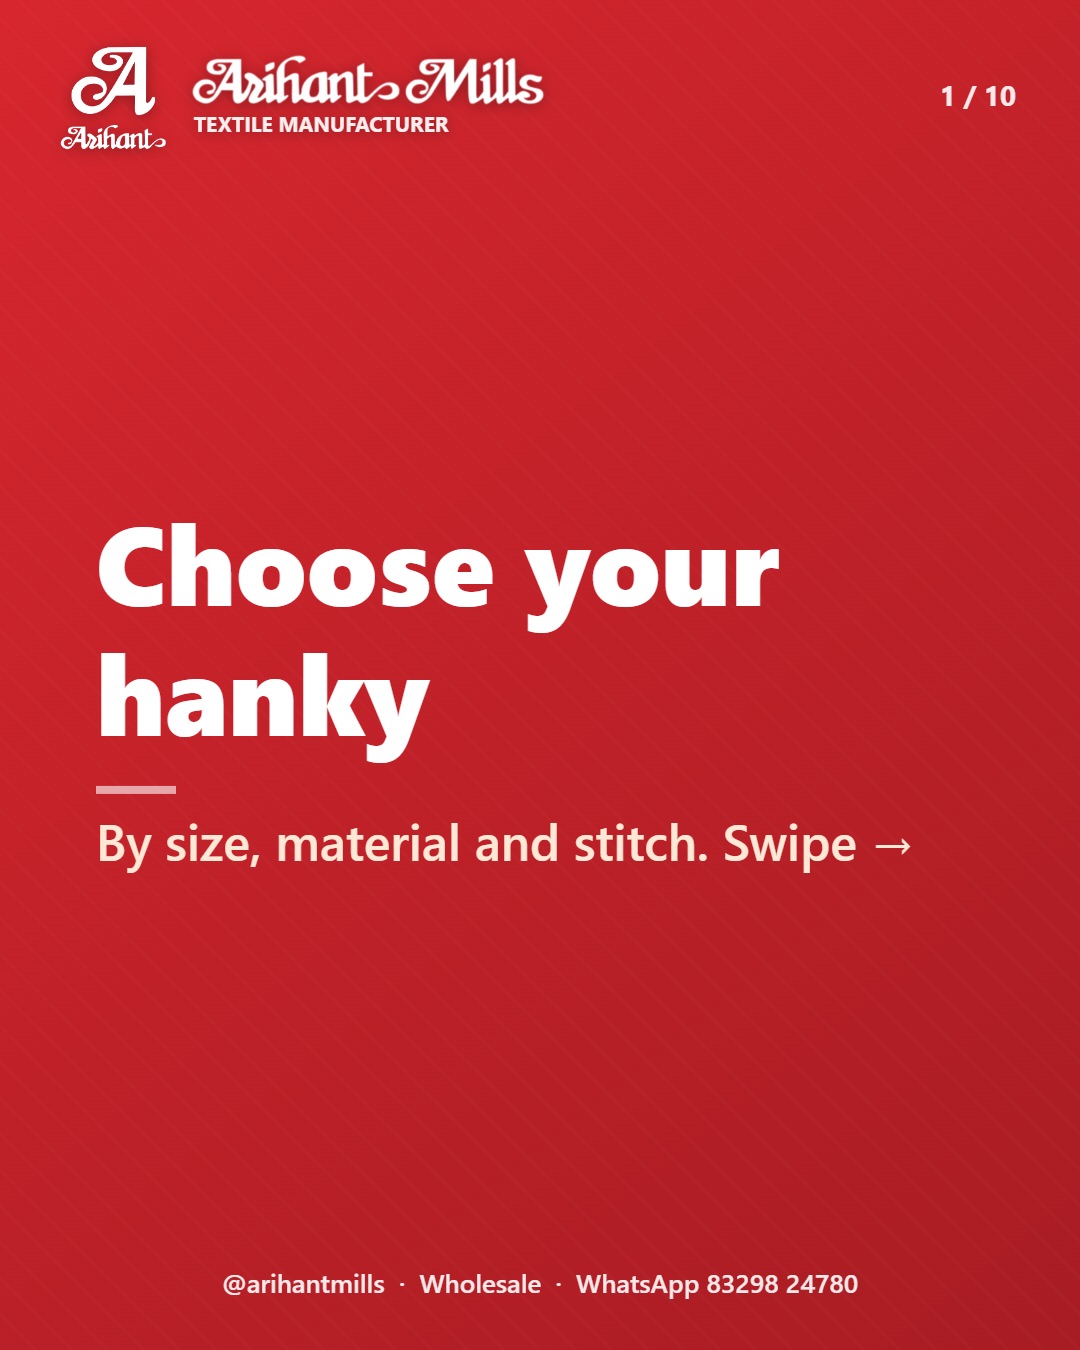 A
Arihant
Arihant Mills
TEXTILE MANUFACTURER
1 / 10
Choose your
hanky
By size, material and stitch. Swipe →
@arihantmills · Wholesale · WhatsApp 83298 24780